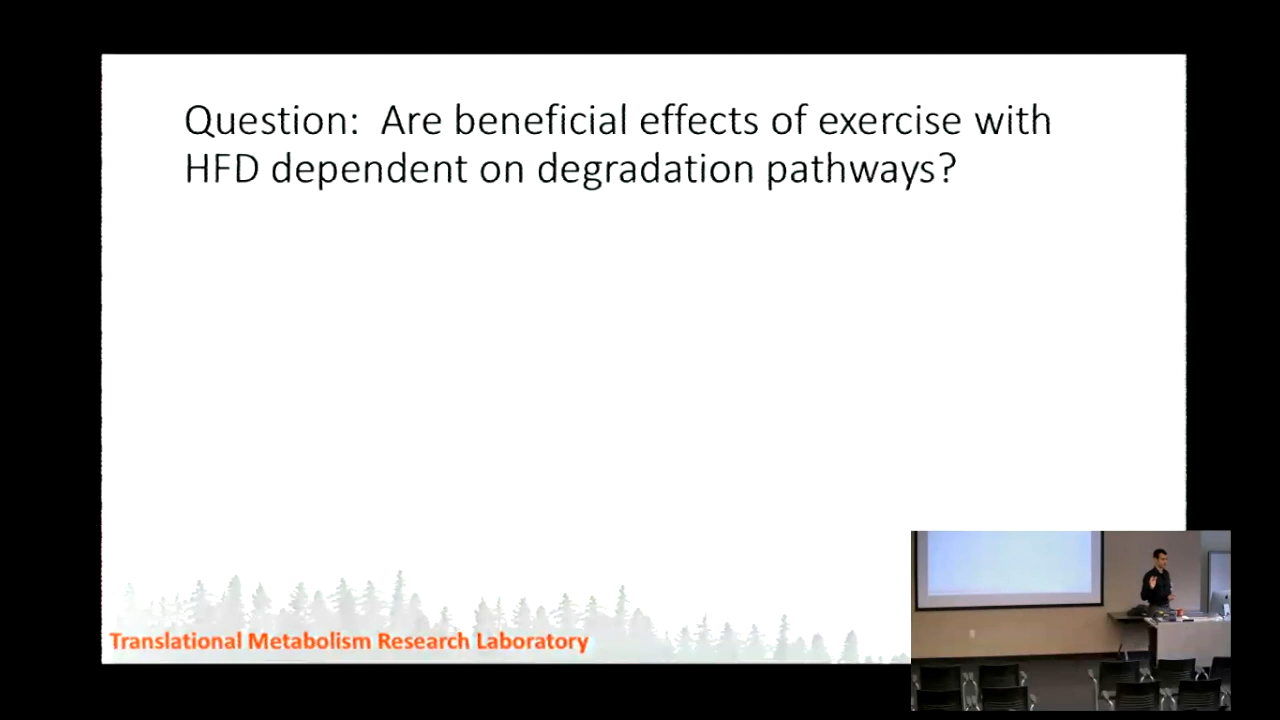 Question: Are beneficial effects of exercise with
HFD dependent on degradation pathways?
Translational Metabolism Research Laboratory